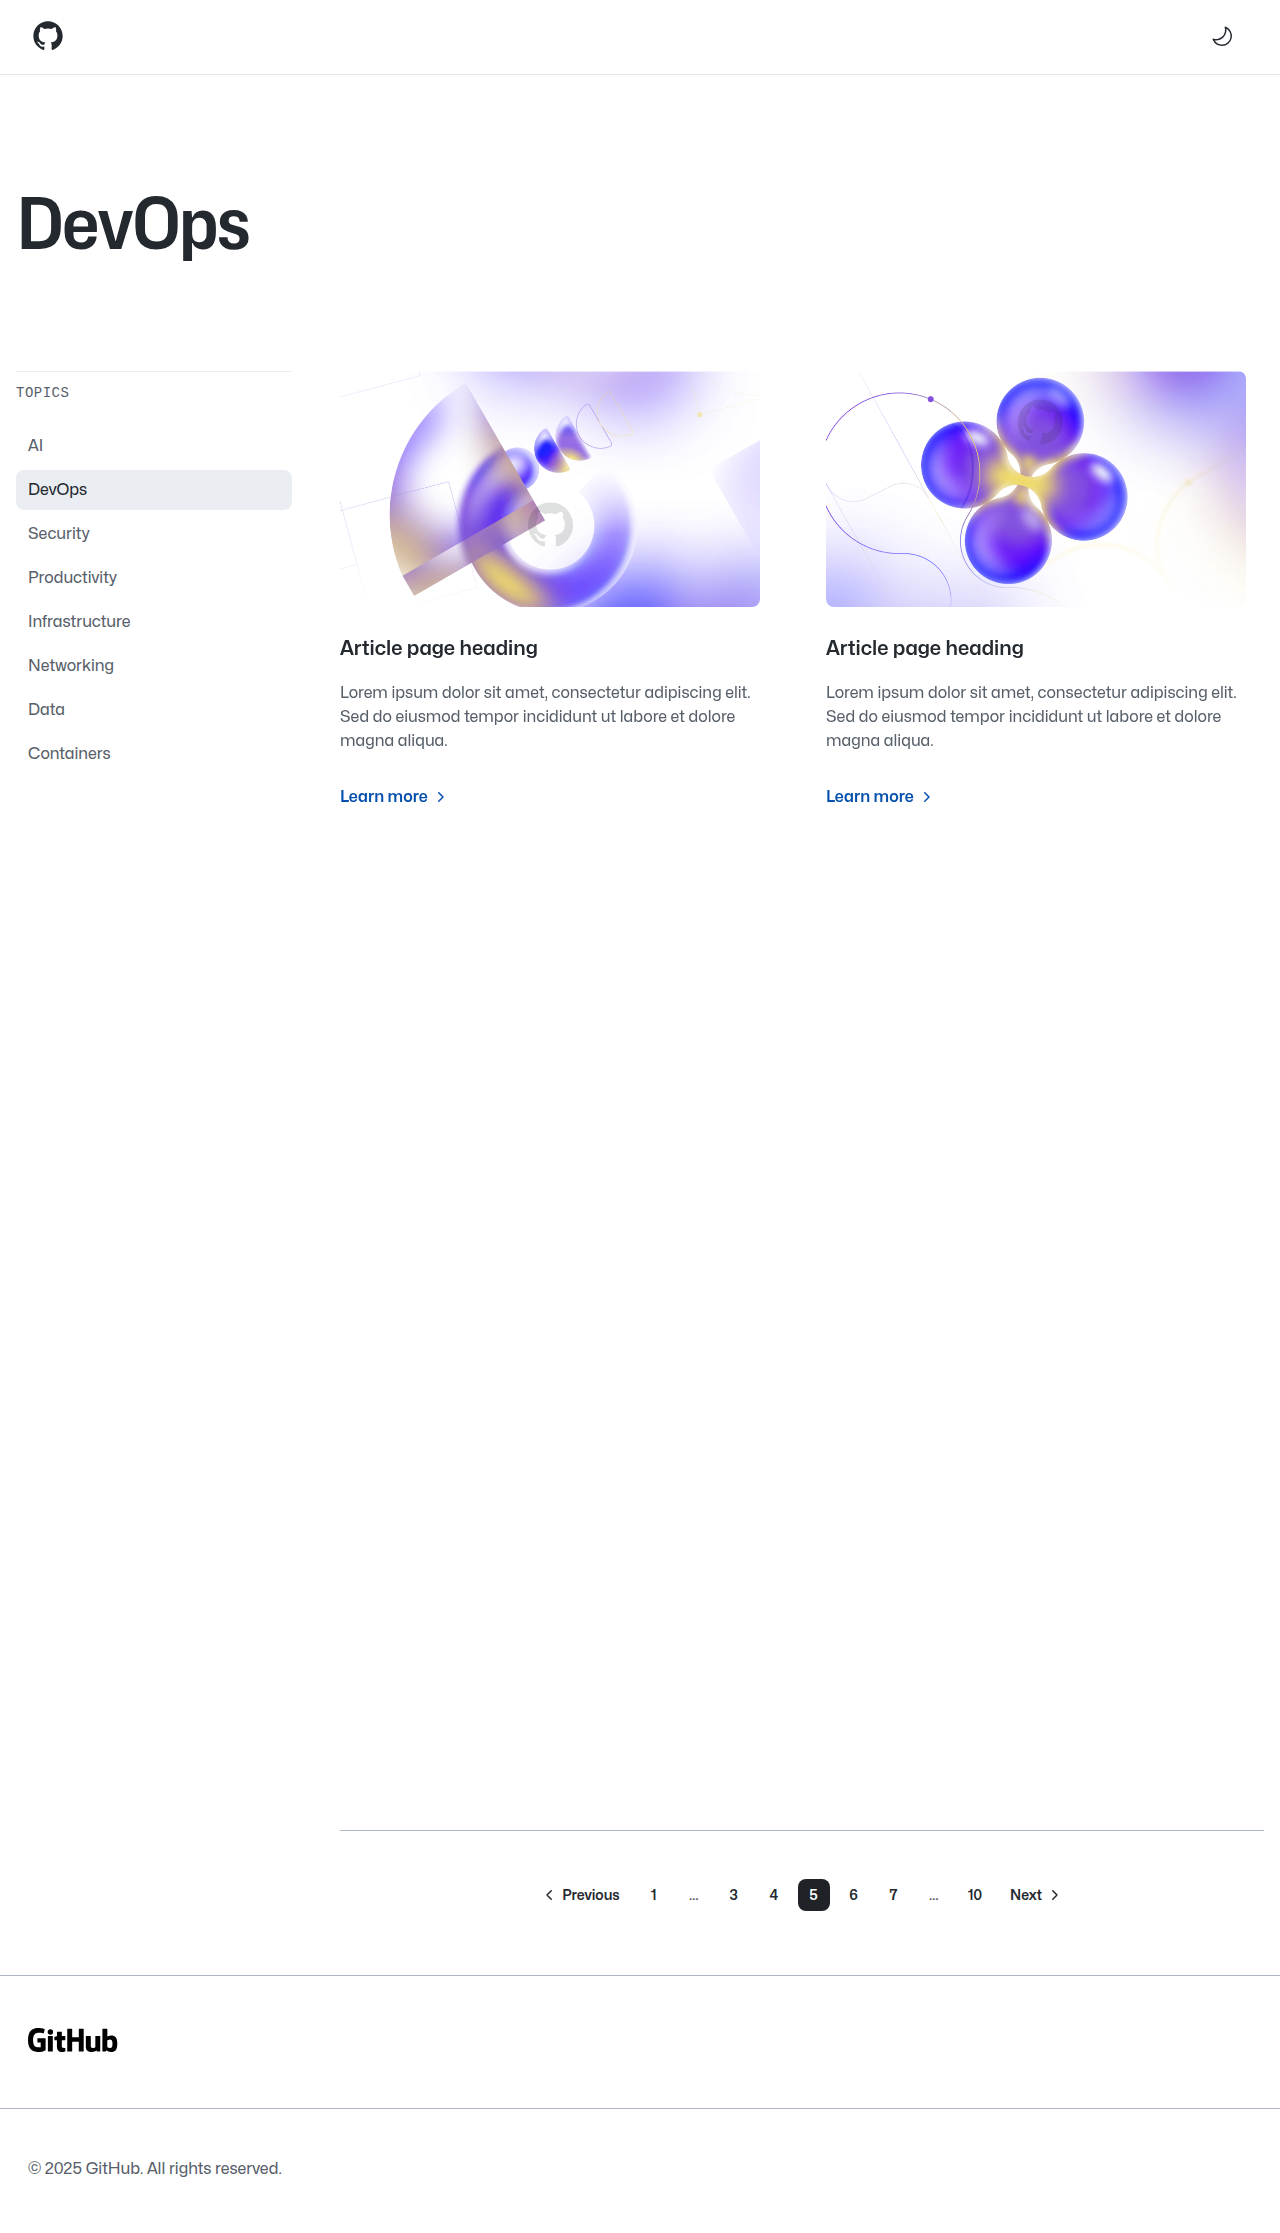 DevOps
TOPICS
AI
DevOps
Security
Productivity
Infrastructure
Networking
Data
Containers
Article page heading
Lorem ipsum dolor sit amet, consectetur adipiscing elit.
Sed do eiusmod tempor incididunt ut labore et dolore
magna aliqua.
Learn more
Article page heading
Lorem ipsum dolor sit amet, consectetur adipiscing elit.
Sed do eiusmod tempor incididunt ut labore et dolore
magna aliqua.
Learn more
Previous 1 … 3 4 5 6 7 … 10 Next
GitHub
© 2025 GitHub. All rights reserved.